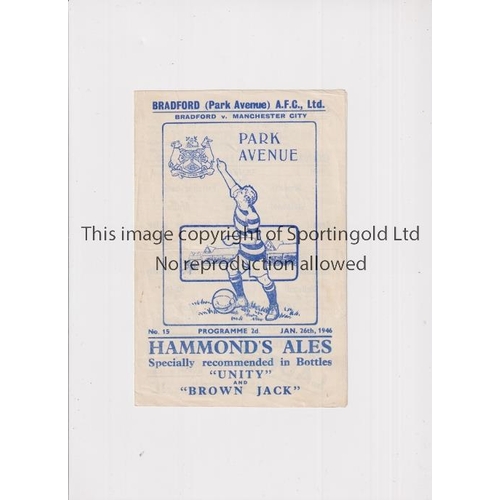 BRADFORD (Park Avenue) A.F.C., Ltd.
BRADFORD v. MANCHESTER CITY
PARK
AVENUE
This image copyright of Sportingold Ltd
No reproduction allowed
No. 15 PROGRAMME 2d JAN. 26th, 1946
HAMMOND'S ALES
Specially recommended in Bottles
"UNITY"
AND
"BROWN JACK"